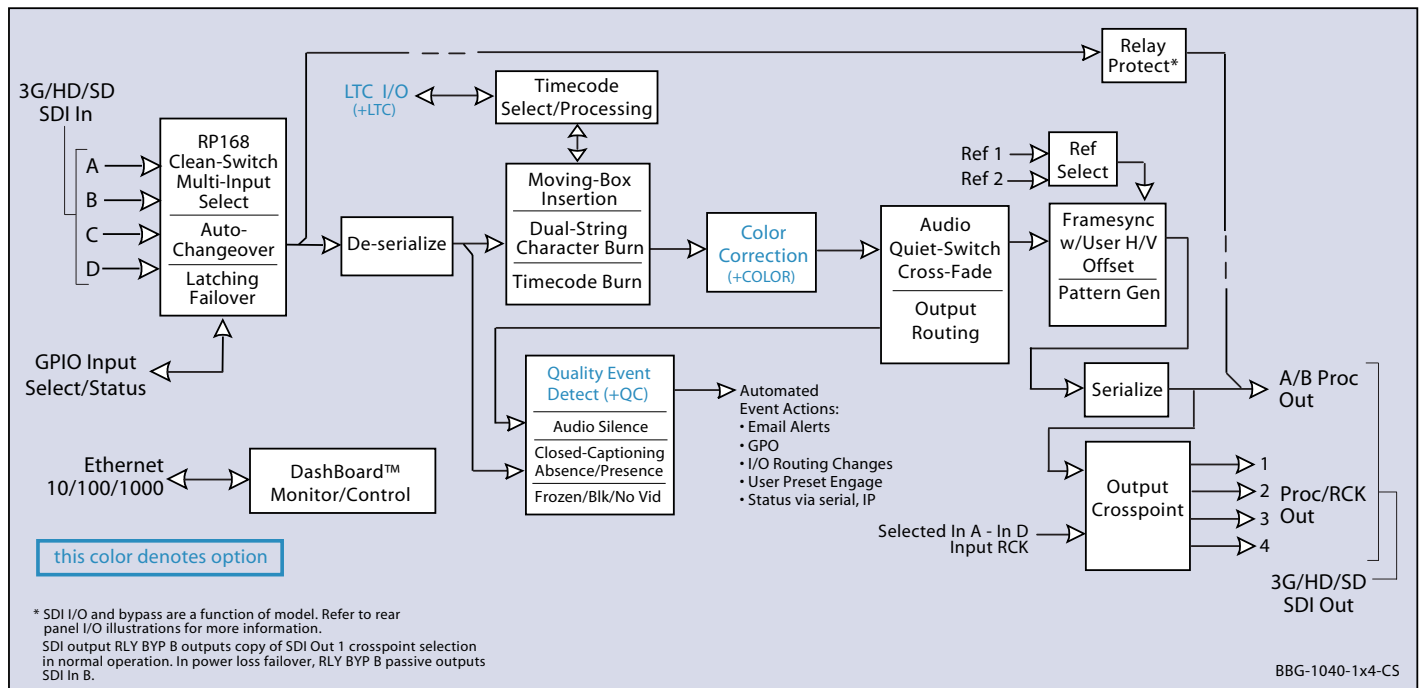 3G/HD/SD
SDI In
A
B
C
D
RP168
Clean-Switch
Multi-Input
Select
Auto-
Changeover
Latching
Failover
GPIO Input
Select/Status
Ethernet
10/100/1000
DashBoard™
Monitor/Control
this color denotes option
LTC I/O
(+LTC)
Timecode
Select/Processing
De-serialize
Moving-Box
Insertion
Dual-String
Character Burn
Timecode Burn
Color
Correction
(+COLOR)
Audio
Quiet-Switch
Cross-Fade
Output
Routing
Ref 1
Ref 2
Ref
Select
Framesync
w/User H/V
Offset
Pattern Gen
Relay
Protect*
Quality Event
Detect (+QC)
Audio Silence
Closed-Captioning
Absence/Presence
Frozen/Blk/No Vid
Automated
Event Actions:
• Email Alerts
• GPO
• I/O Routing Changes
• User Preset Engage
• Status via serial, IP
Serialize
A/B Proc
Out
Selected In A - In D
Input RCK
Output
Crosspoint
1
2
3
4
Proc/RCK
Out
3G/HD/SD
SDI Out
* SDI I/O and bypass are a function of model. Refer to rear
panel I/O illustrations for more information.
SDI output RLY BYP B outputs copy of SDI Out 1 crosspoint selection
in normal operation. In power loss failover, RLY BYP B passive outputs
SDI In B.
BBG-1040-1x4-CS